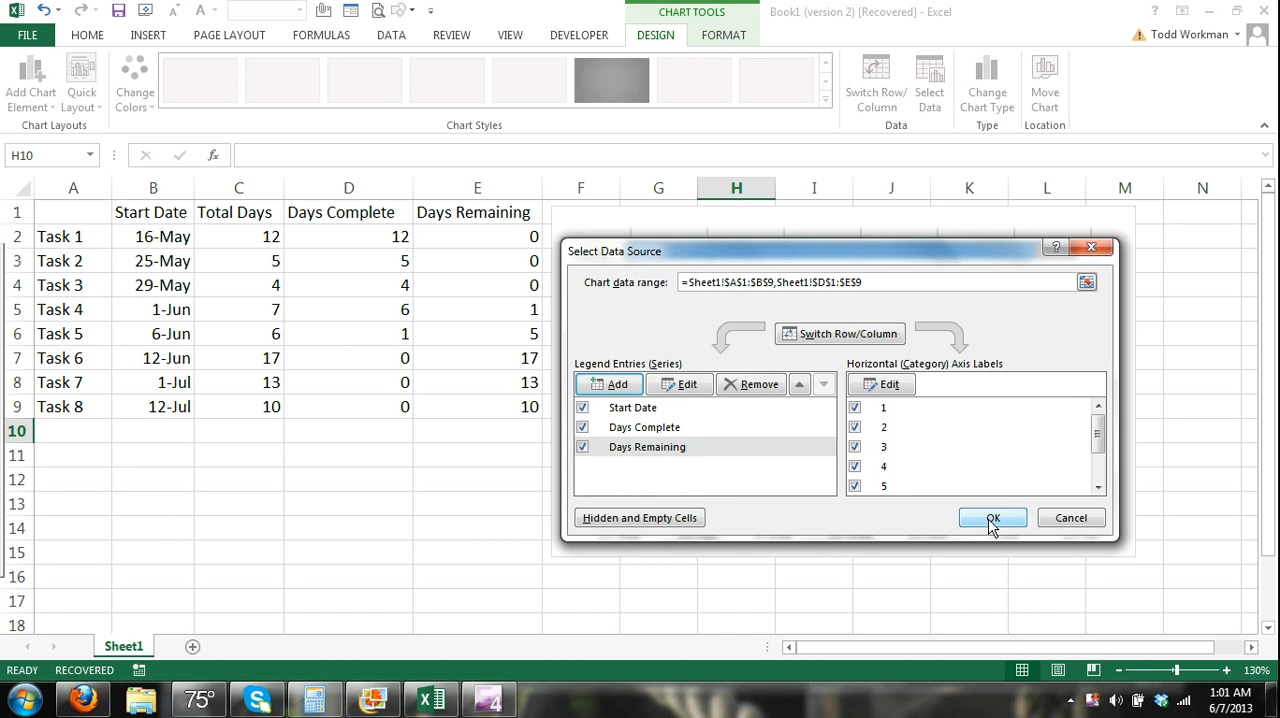 CHART TOOLS
Book1 (version 2) [Recovered] - Excel
FILE HOME INSERT PAGE LAYOUT FORMULAS DATA REVIEW VIEW DEVELOPER DESIGN FORMAT Todd Workman
Add Chart Element
Quick Layout
Change Colors
Switch Row/ Column
Select Data
Change Chart Type
Move Chart
Chart Layouts Chart Styles Data Type Location
H10
A B C D E F G H I J K L M N
1 Start Date Total Days Days Complete Days Remaining
2 Task 1 16-May 12 12 0
3 Task 2 25-May 5 5 0
4 Task 3 29-May 4 4 0
5 Task 4 1-Jun 7 6 1
6 Task 5 6-Jun 6 1 5
7 Task 6 12-Jun 17 0 17
8 Task 7 1-Jul 13 0 13
9 Task 8 12-Jul 10 0 10
10
11
12
13
14
15
16
17
18
Select Data Source
Chart data range: =Sheet1!$A$1:$B$9,Sheet1!$D$1:$E$9
Switch Row/Column
Legend Entries (Series)
Add Edit Remove
Start Date
Days Complete
Days Remaining
Horizontal (Category) Axis Labels
Edit
1
2
3
4
5
Hidden and Empty Cells OK Cancel
Sheet1
READY RECOVERED 130%
75° 1:01 AM
6/7/2013